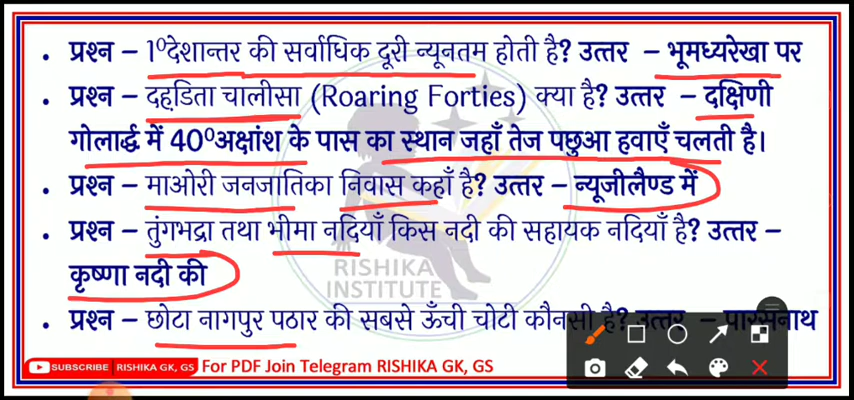 • प्रश्न – 1⁰देशान्तर की सर्वाधिक दूरी न्यूनतम होती है? उत्तर – भूमध्यरेखा पर
• प्रश्न – दहडिता चालीसा (Roaring Forties) क्या है? उत्तर – दक्षिणी
गोलार्द्ध में 40⁰अक्षांश के पास का स्थान जहाँ तेज पछुआ हवाएँ चलती है।
• प्रश्न – माओरी जनजातिका निवास कहाँ है? उत्तर – न्यूजीलैण्ड में
• प्रश्न – तुंगभद्रा तथा भीमा नदियाँ किस नदी की सहायक नदियाँ है? उत्तर –
कृष्णा नदी की
RISHIKA
INSTITUTE
• प्रश्न – छोटा नागपुर पठार की सबसे ऊँची चोटी कौनसी है? उत्तर – पारसनाथ
SUBSCRIBE RISHIKA GK, GS For PDF Join Telegram RISHIKA GK, GS